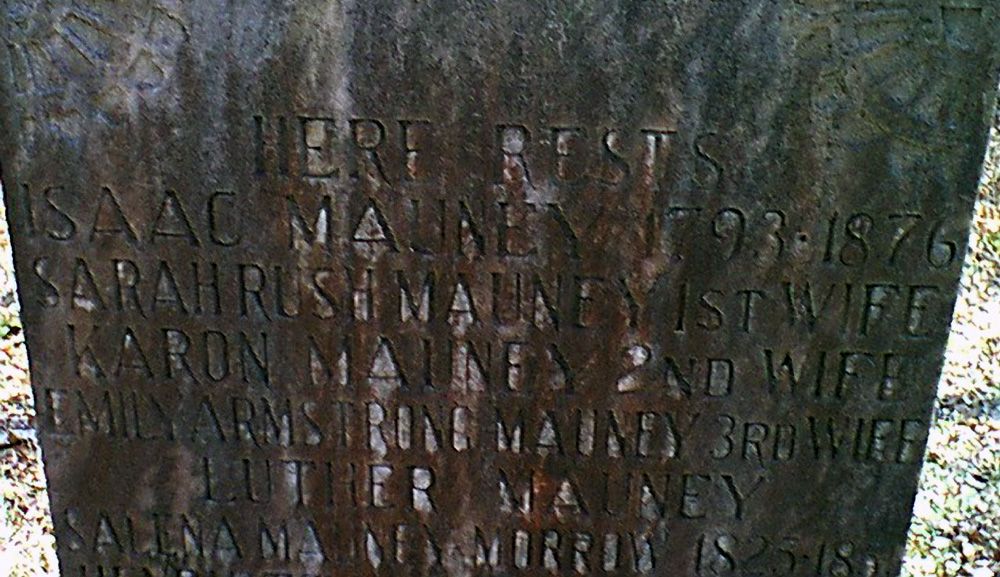 HERE RESTS
ISAAC MAUNEY 1793-1876
SARAH RUSH MAUNEY 1ST WIFE
KARON MAUNEY 2ND WIFE
EMILY ARMSTRONG MAUNEY 3RD WIFE
LUTHER MAUNEY
SALENA MAUNEY MORROW 1825-